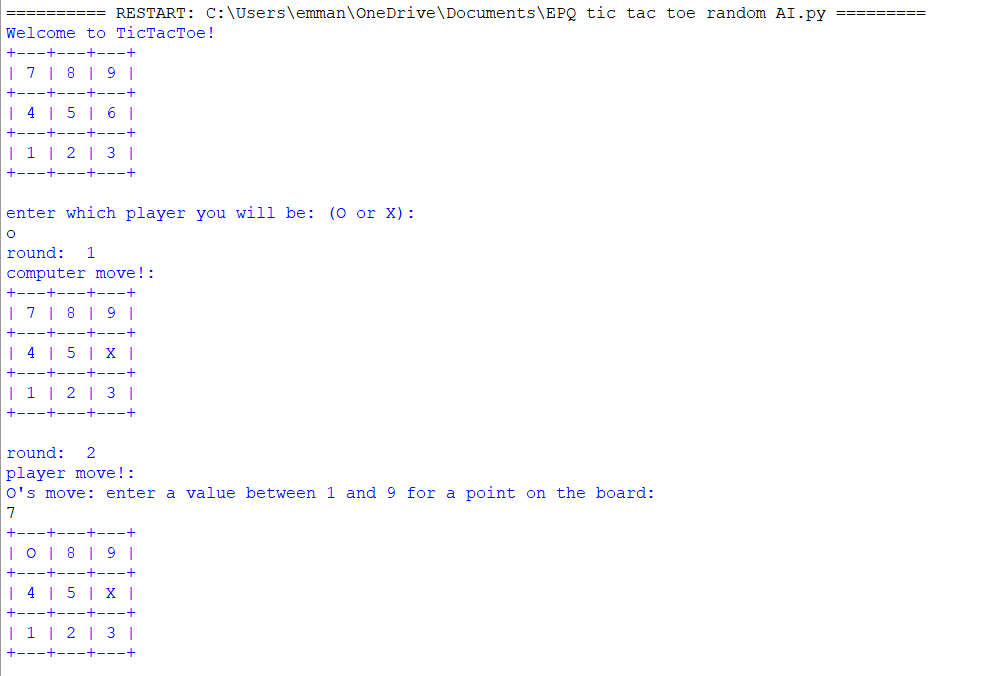 ========== RESTART: C:\Users\emman\OneDrive\Documents\EPQ tic tac toe random AI.py =========
Welcome to TicTacToe!
+---+---+---+
| 7 | 8 | 9 |
+---+---+---+
| 4 | 5 | 6 |
+---+---+---+
| 1 | 2 | 3 |
+---+---+---+

enter which player you will be: (O or X):
o
round:  1
computer move!:
+---+---+---+
| 7 | 8 | 9 |
+---+---+---+
| 4 | 5 | X |
+---+---+---+
| 1 | 2 | 3 |
+---+---+---+

round:  2
player move!:
O's move: enter a value between 1 and 9 for a point on the board:
7
+---+---+---+
| O | 8 | 9 |
+---+---+---+
| 4 | 5 | X |
+---+---+---+
| 1 | 2 | 3 |
+---+---+---+